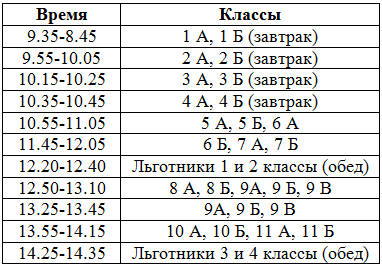 Время Классы
9.35-8.45 1 А, 1 Б (завтрак)
9.55-10.05 2 А, 2 Б (завтрак)
10.15-10.25 3 А, 3 Б (завтрак)
10.35-10.45 4 А, 4 Б (завтрак)
10.55-11.05 5 А, 5 Б, 6 А
11.45-12.05 6 Б, 7 А, 7 Б
12.20-12.40 Льготники 1 и 2 классы (обед)
12.50-13.10 8 А, 8 Б, 9А, 9 Б, 9 В
13.25-13.45 9А, 9 Б, 9 В
13.55-14.15 10 А, 10 Б, 11 А, 11 Б
14.25-14.35 Льготники 3 и 4 классы (обед)